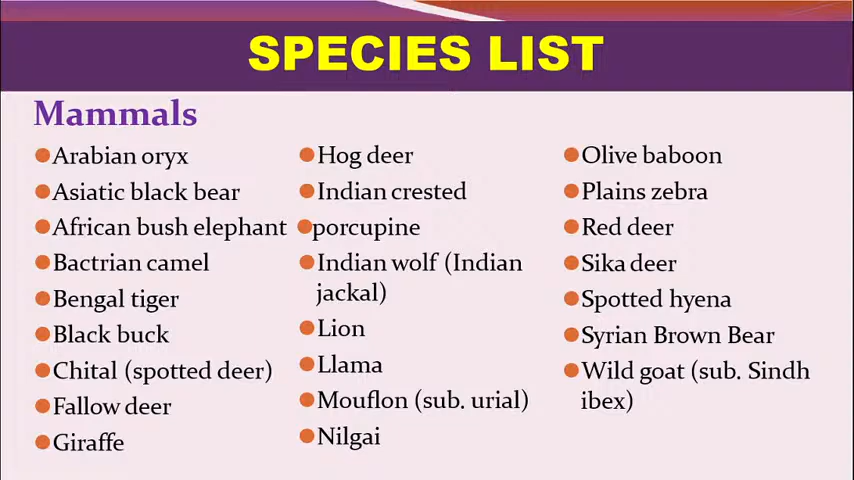 SPECIES LIST
Mammals
●Arabian oryx
●Asiatic black bear
●African bush elephant
●Bactrian camel
●Bengal tiger
●Black buck
●Chital (spotted deer)
●Fallow deer
●Giraffe
●Hog deer
●Indian crested
●porcupine
●Indian wolf (Indian
jackal)
●Lion
●Llama
●Mouflon (sub. urial)
●Nilgai
●Olive baboon
●Plains zebra
●Red deer
●Sika deer
●Spotted hyena
●Syrian Brown Bear
●Wild goat (sub. Sindh
ibex)